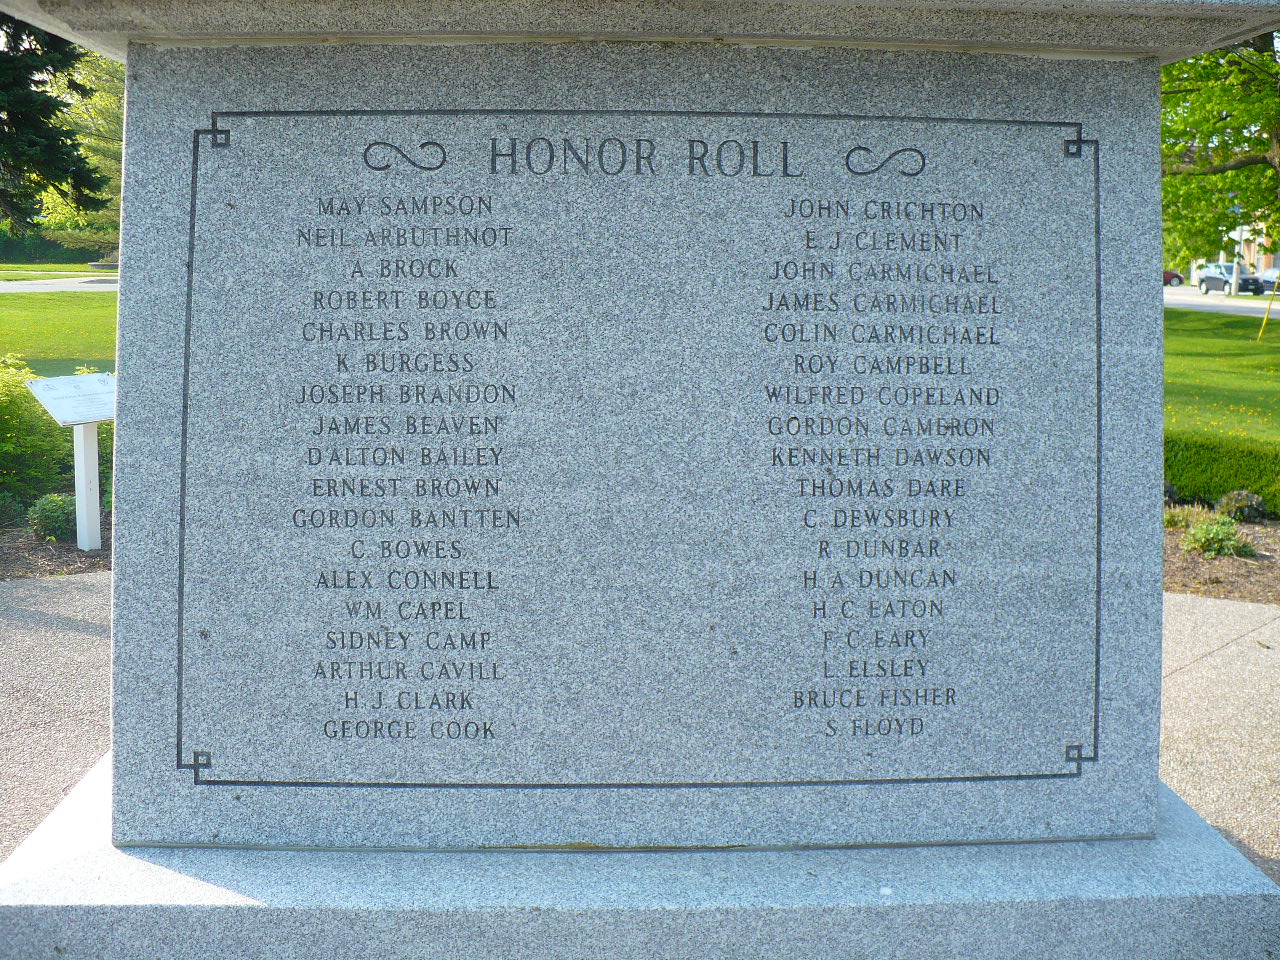 HONOR ROLL
MAY SAMPSON
NEIL ARBUTHNOT
A BROCK
ROBERT BOYCE
CHARLES BROWN
K BURGESS
JOSEPH BRANDON
JAMES BEAVEN
D'ALTON BAILEY
ERNEST BROWN
GORDON BANTTEN
C. BOWES
ALEX CONNELL
WM. CAPEL
SIDNEY CAMP
ARTHUR CAVILL
H. J. CLARK
GEORGE COOK
JOHN CRICHTON
E. J. CLEMENT
JOHN CARMICHAEL
JAMES CARMICHAEL
COLIN CARMICHAEL
ROY CAMPBELL
WILFRED COPELAND
GORDON CAMERON
KENNETH DAWSON
THOMAS DARE
C. DEWSBURY
R. DUNBAR
H. A. DUNCAN
H. C. EATON
F. C. EARY
L. ELSLEY
BRUCE FISHER
S. FLOYD